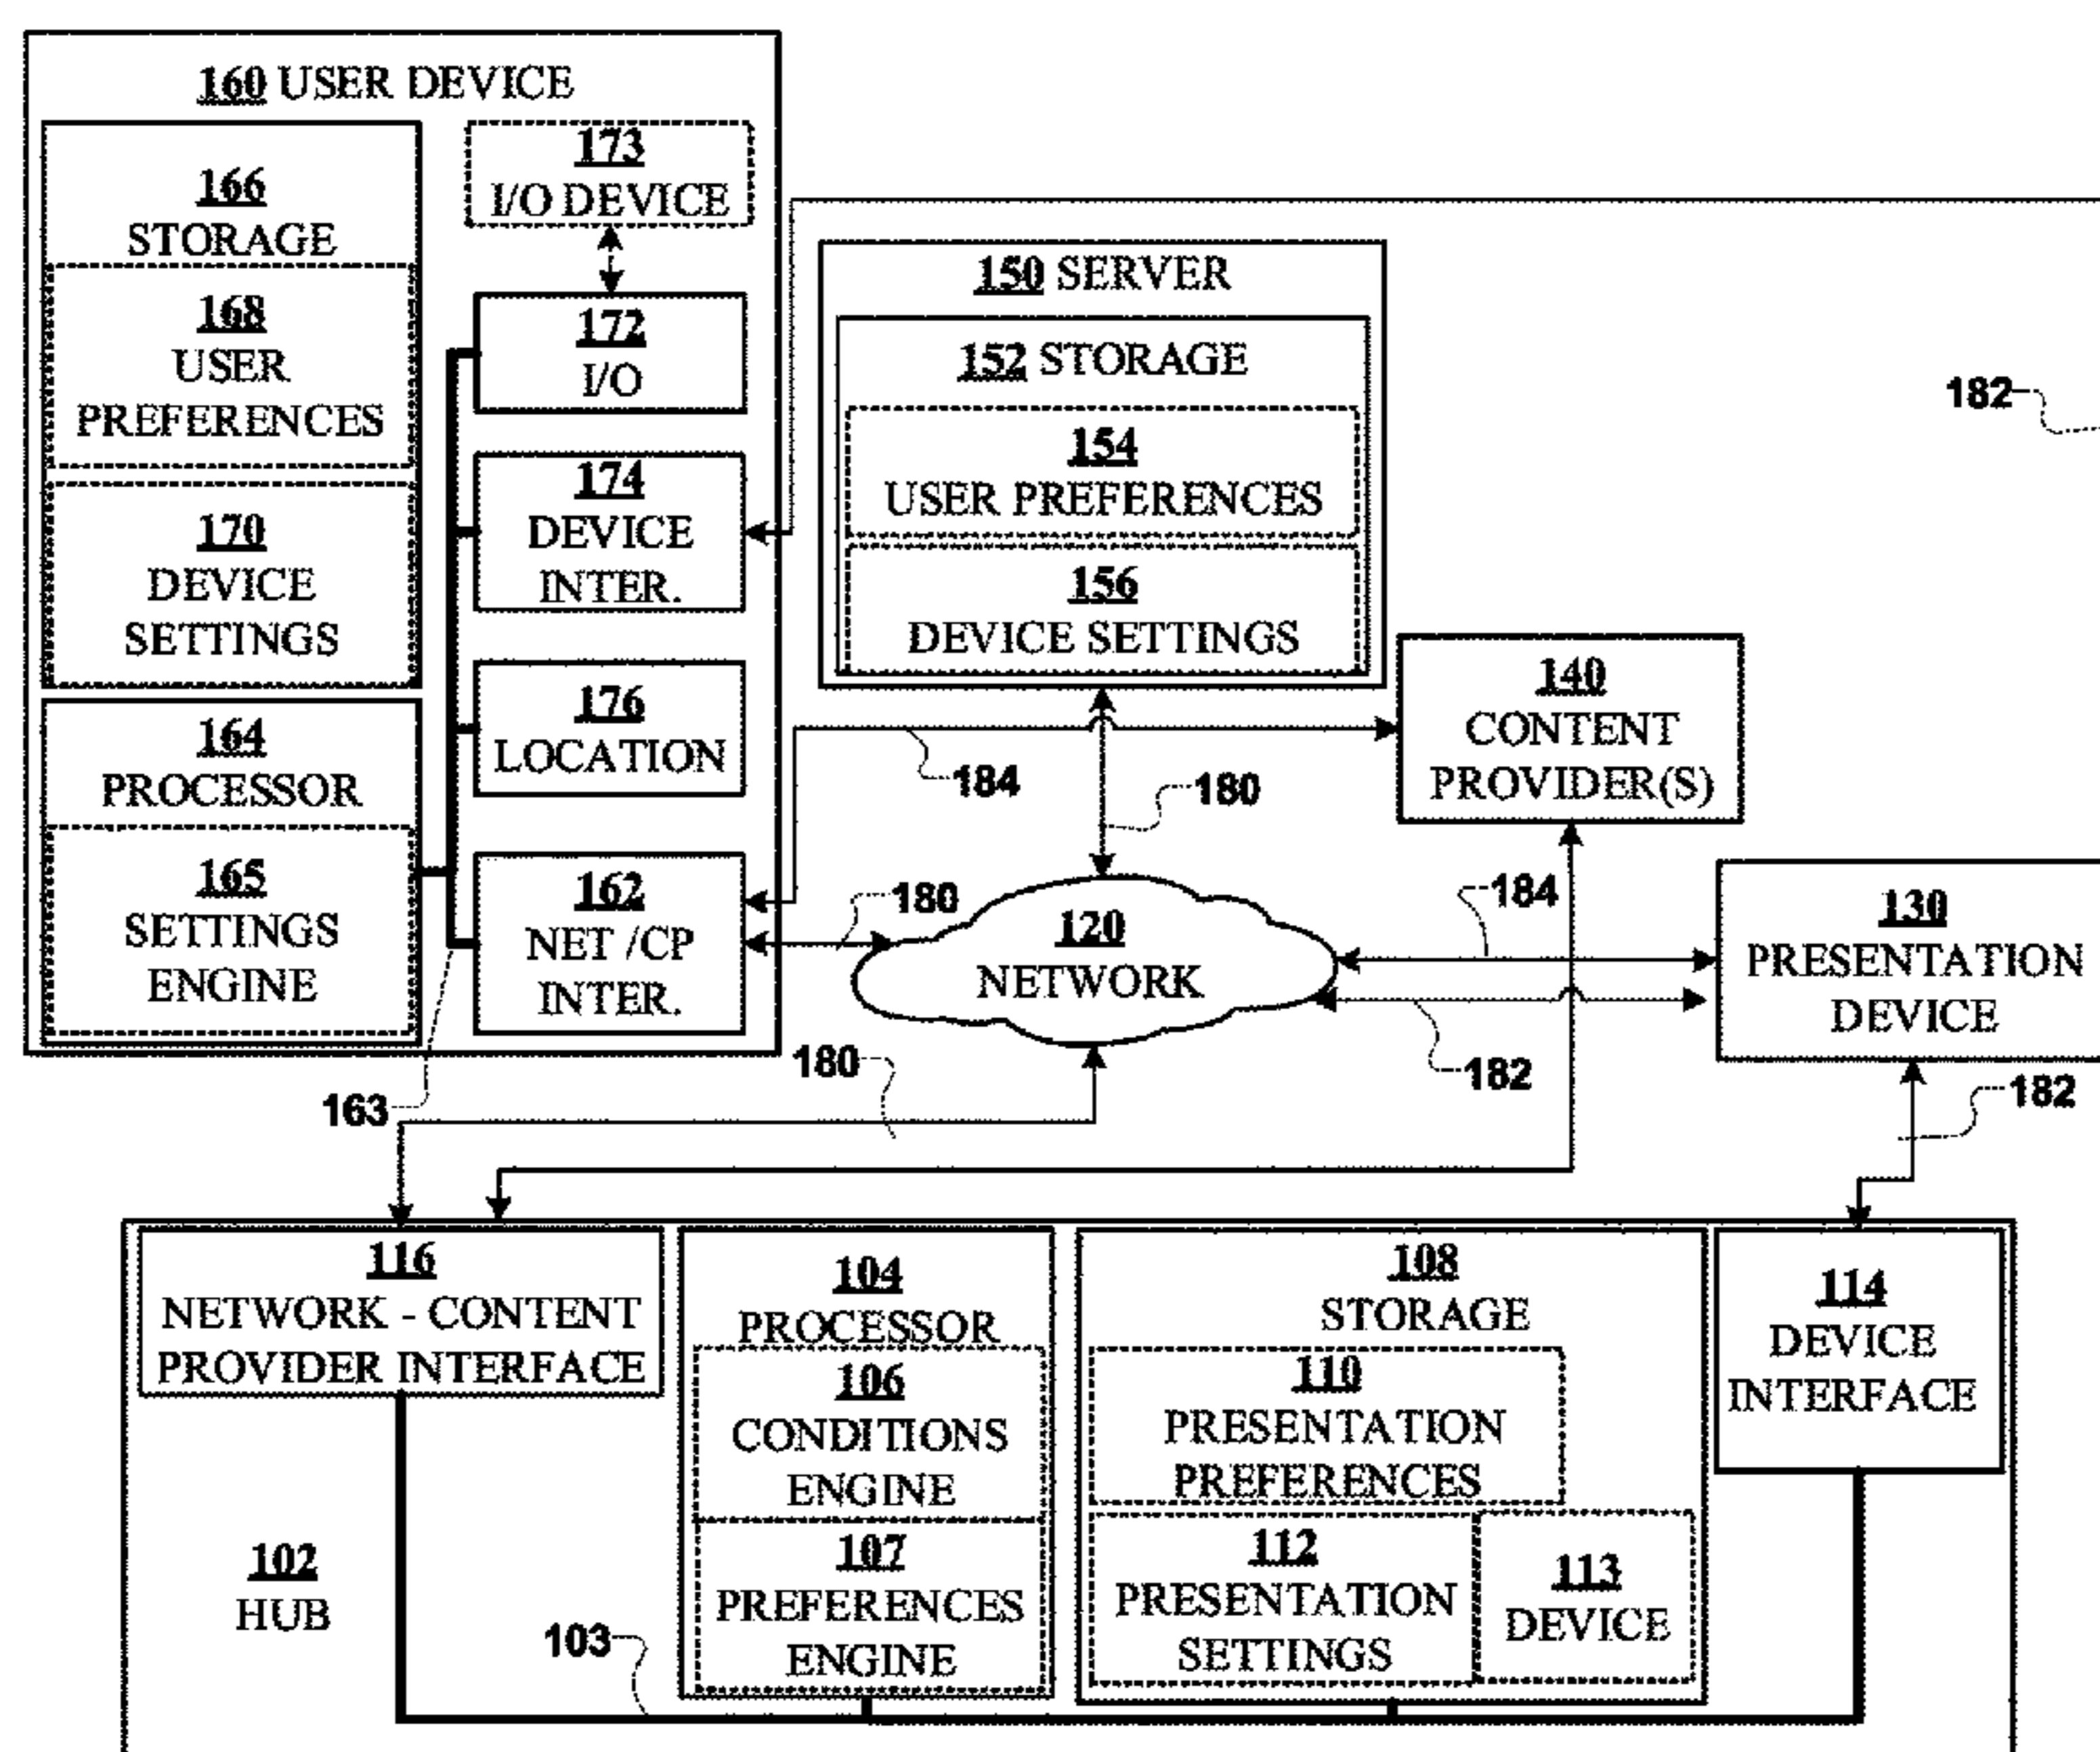 160 USER DEVICE
166
STORAGE
168
USER
PREFERENCES
170
DEVICE
SETTINGS
164
PROCESSOR
165
SETTINGS
ENGINE
173
I/O DEVICE
172
I/O
174
DEVICE
INTER.
176
LOCATION
162
NET /CP
INTER.
163
150 SERVER
152 STORAGE
154
USER PREFERENCES
156
DEVICE SETTINGS
182
140
CONTENT
PROVIDER(S)
184
180
180
120
NETWORK
184
182
130
PRESENTATION
DEVICE
180
182
116
NETWORK - CONTENT
PROVIDER INTERFACE
104
PROCESSOR
106
CONDITIONS
ENGINE
107
PREFERENCES
ENGINE
108
STORAGE
110
PRESENTATION
PREFERENCES
112
PRESENTATION
SETTINGS
113
DEVICE
114
DEVICE
INTERFACE
102
HUB
103